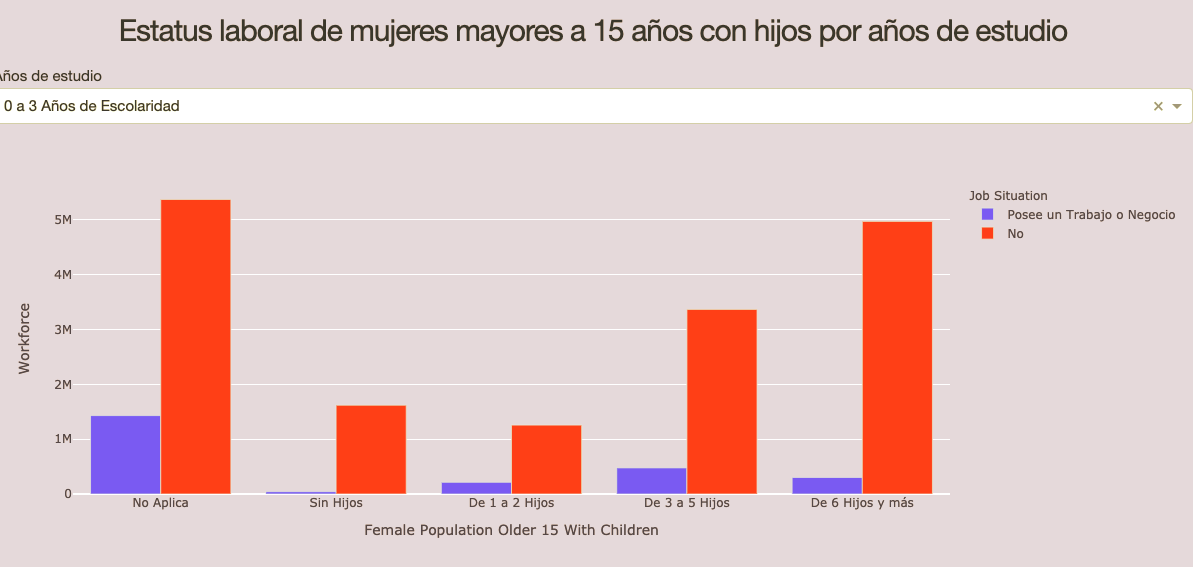 Estatus laboral de mujeres mayores a 15 años con hijos por años de estudio
Años de estudio
0 a 3 Años de Escolaridad
Job Situation
Posee un Trabajo o Negocio
No
5M
4M
3M
2M
1M
0
Workforce
No Aplica
Sin Hijos
De 1 a 2 Hijos
De 3 a 5 Hijos
De 6 Hijos y más
Female Population Older 15 With Children